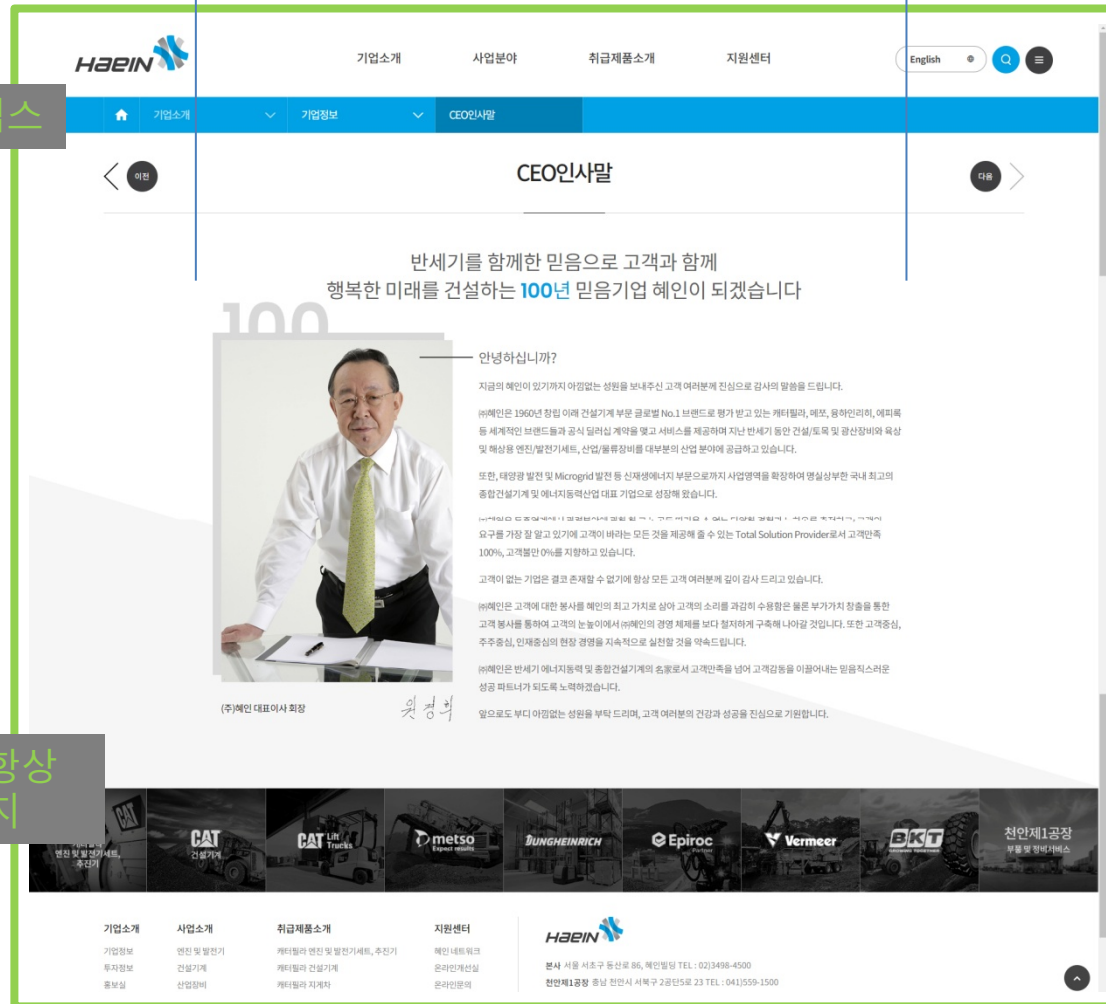 HAEIN
기업소개 사업분야 취급제품소개 지원센터
English
스
기업소개 기업정보 CEO인사말
이전 CEO인사말 다음
반세기를 함께한 믿음으로 고객과 함께
행복한 미래를 건설하는 100년 믿음기업 혜인이 되겠습니다
100
안녕하십니까?
지금의 혜인이 있기까지 아낌없는 성원을 보내주신 고객 여러분께 진심으로 감사의 말씀을 드립니다.
㈜혜인은 1960년 창립 이래 건설기계 부문 글로벌 No.1 브랜드로 평가 받고 있는 캐터필라, 메쪼, 융하인리히, 에피록
등 세계적인 브랜드들과 공식 딜러십 계약을 맺고 서비스를 제공하며 지난 반세기 동안 건설/토목 및 광산장비와 육상
및 해상용 엔진/발전기세트, 산업/물류장비를 대부분의 산업 분야에 공급하고 있습니다.
또한, 태양광 발전 및 Microgrid 발전 등 신재생에너지 부문으로까지 사업영역을 확장하여 명실상부한 국내 최고의
종합건설기계 및 에너지동력산업 대표 기업으로 성장해 왔습니다.
요구를 가장 잘 알고 있기에 고객이 바라는 모든 것을 제공해 줄 수 있는 Total Solution Provider로서 고객만족
100%, 고객불만 0%를 지향하고 있습니다.
고객이 없는 기업은 결코 존재할 수 없기에 항상 모든 고객 여러분께 깊이 감사 드리고 있습니다.
㈜혜인은 고객에 대한 봉사를 혜인의 최고 가치로 삼아 고객의 소리를 과감히 수용함은 물론 부가가치 창출을 통한
고객 봉사를 통하여 고객의 눈높이에서 ㈜혜인의 경영 체제를 보다 철저하게 구축해 나아갈 것입니다. 또한 고객중심,
주주중심, 인재중심의 현장 경영을 지속적으로 실천할 것을 약속드립니다.
㈜혜인은 반세기 에너지동력 및 종합건설기계의 名家로서 고객만족을 넘어 고객감동을 이끌어내는 믿음직스러운
성공 파트너가 되도록 노력하겠습니다.
앞으로도 부디 아낌없는 성원을 부탁 드리며, 고객 여러분의 건강과 성공을 진심으로 기원합니다.
(주)혜인 대표이사 회장 원경희
항상
지
CAT
엔진 및 발전기세트,
추진기
CAT
건설기계
CAT Lift Trucks
metso
Expect results
JUNGHEINRICH
Epiroc
Partner
Vermeer
BKT
GROWING TOGETHER
천안제1공장
부품 및 정비서비스
기업소개 사업소개 취급제품소개 지원센터
기업정보 엔진 및 발전기 캐터필라 엔진 및 발전기세트, 추진기 혜인 네트워크
투자정보 건설기계 캐터필라 건설기계 온라인개선실
홍보실 산업장비 캐터필라 지게차 온라인문의
HAEIN
본사 서울 서초구 동산로 86, 혜인빌딩 TEL : 02)3498-4500
천안제1공장 충남 천안시 서북구 2공단5로 23 TEL : 041)559-1500